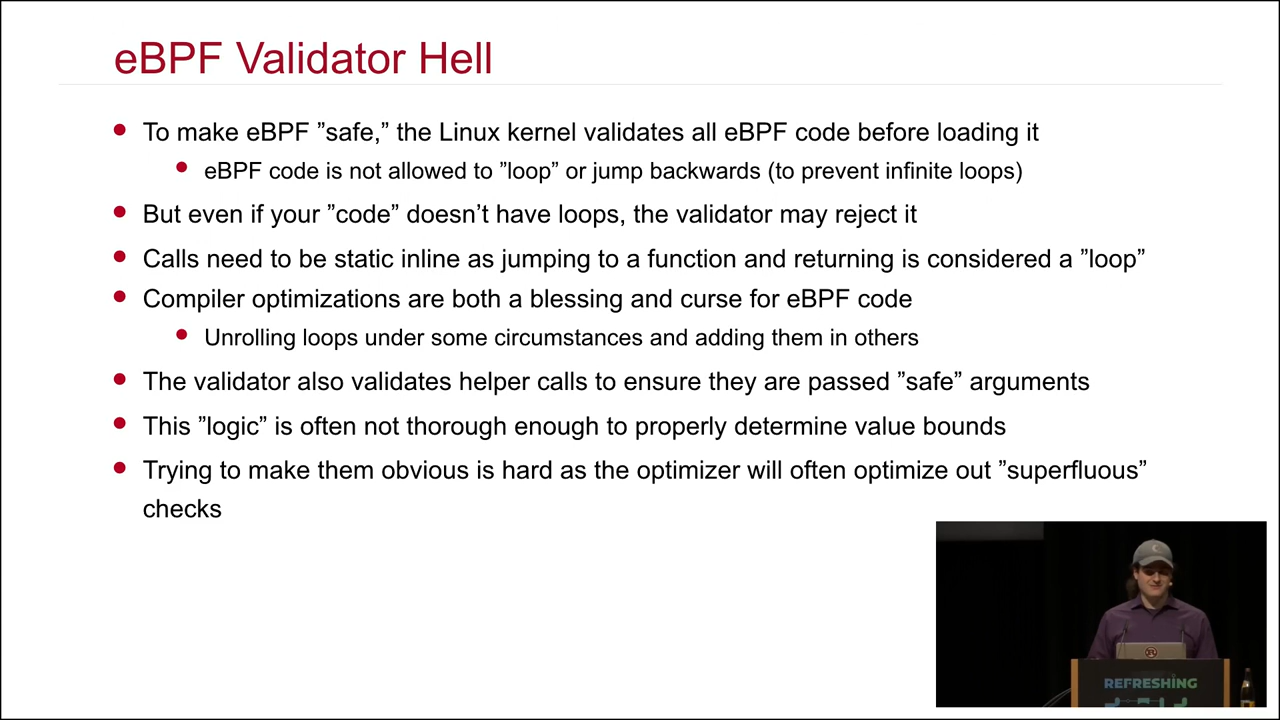 eBPF Validator Hell
To make eBPF ”safe,” the Linux kernel validates all eBPF code before loading it
eBPF code is not allowed to ”loop” or jump backwards (to prevent infinite loops)
But even if your ”code” doesn’t have loops, the validator may reject it
Calls need to be static inline as jumping to a function and returning is considered a ”loop”
Compiler optimizations are both a blessing and curse for eBPF code
Unrolling loops under some circumstances and adding them in others
The validator also validates helper calls to ensure they are passed ”safe” arguments
This ”logic” is often not thorough enough to properly determine value bounds
Trying to make them obvious is hard as the optimizer will often optimize out ”superfluous”
checks
REFRESHING